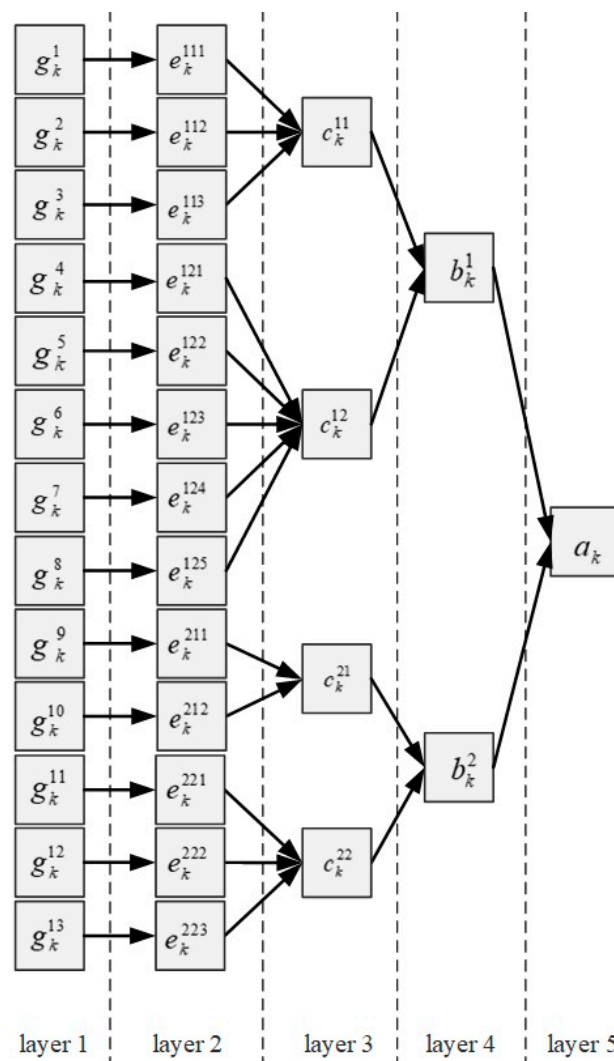 g_k^1 e_k^111
g_k^2 e_k^112 c_k^11
g_k^3 e_k^113
g_k^4 e_k^121 b_k^1
g_k^5 e_k^122
g_k^6 e_k^123 c_k^12
g_k^7 e_k^124
a_k
g_k^8 e_k^125
g_k^9 e_k^211
c_k^21
g_k^10 e_k^212
g_k^11 e_k^221 b_k^2
g_k^12 e_k^222 c_k^22
g_k^13 e_k^223
layer 1 layer 2 layer 3 layer 4 layer 5